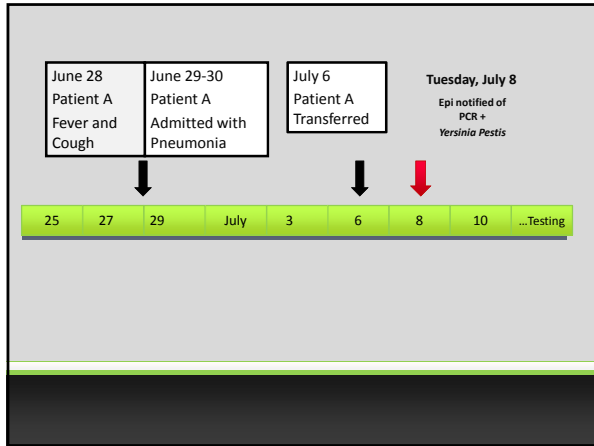 June 28
Patient A
Fever and
Cough
June 29-30
Patient A
Admitted with
Pneumonia
July 6
Patient A
Transferred
Tuesday, July 8
Epi notified of
PCR +
Yersinia Pestis
25 27 29 July 3 6 8 10 ...Testing